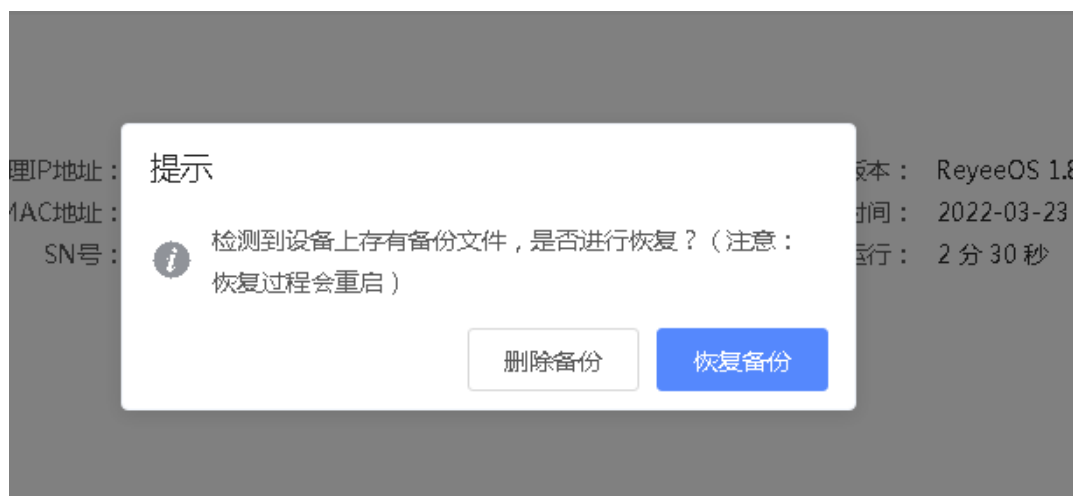 提示
理IP地址：
版本： ReyeeOS 1.8
MAC地址：
时间： 2022-03-23
检测到设备上存有备份文件，是否进行恢复？（注意：
SN号：
运行： 2 分 30 秒
恢复过程会重启）
删除备份
恢复备份